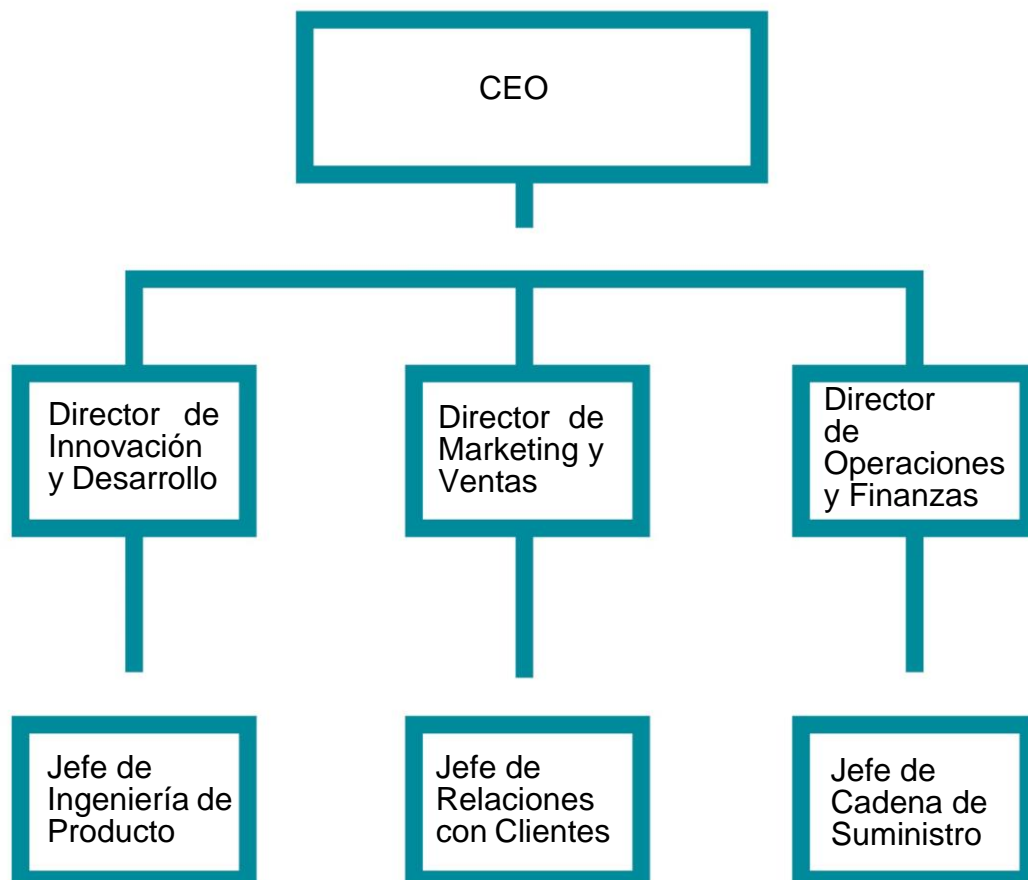 CEO
Director de
Innovación
y Desarrollo
Director de
Marketing y
Ventas
Director
de
Operaciones
y Finanzas
Jefe de
Ingeniería de
Producto
Jefe de
Relaciones
con Clientes
Jefe de
Cadena de
Suministro